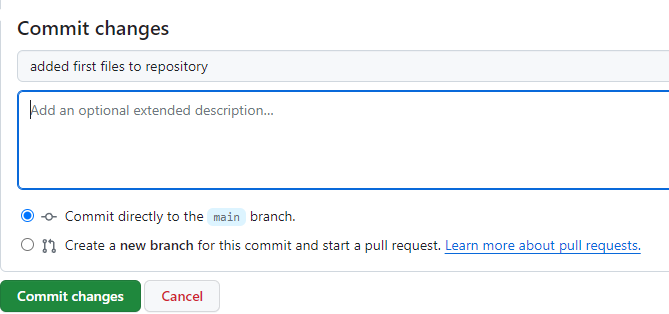 Commit changes
added first files to repository
Add an optional extended description...
Commit directly to the main branch.
Create a new branch for this commit and start a pull request. Learn more about pull requests.
Commit changes Cancel